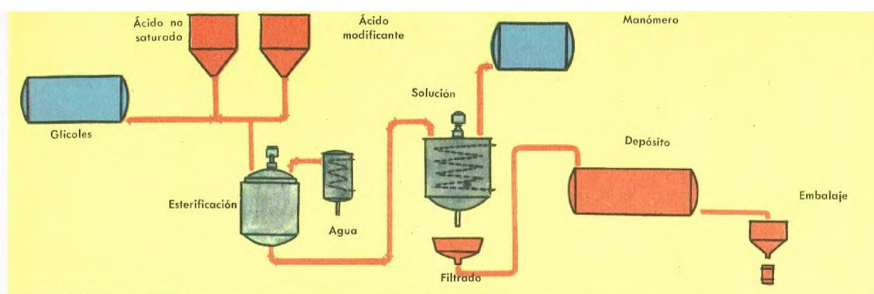 Ácido no
saturado
Ácido
modificante
Manómero
Solución
Glicoles
Depósito
Esterificación
Agua
Embalaje
Filtrado